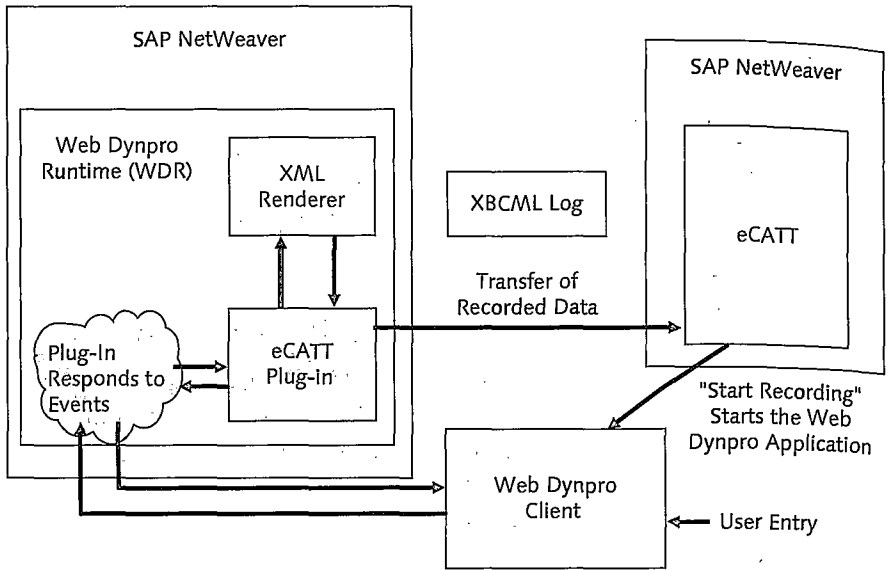 SAP NetWeaver
Web Dynpro
Runtime (WDR)
XML
Renderer
Plug-In
Responds to
Events
eCATT
Plug-in
XBCML Log
Transfer of
Recorded Data
SAP NetWeaver
eCATT
"Start Recording"
Starts the Web
Dynpro Application
Web Dynpro
Client
User Entry